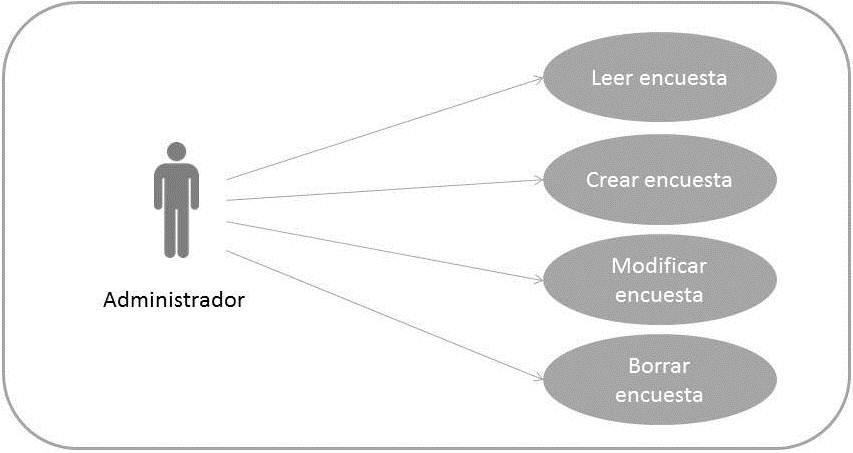 Leer encuesta
Crear encuesta
Modificar
encuesta
Administrador
Borrar
encuesta